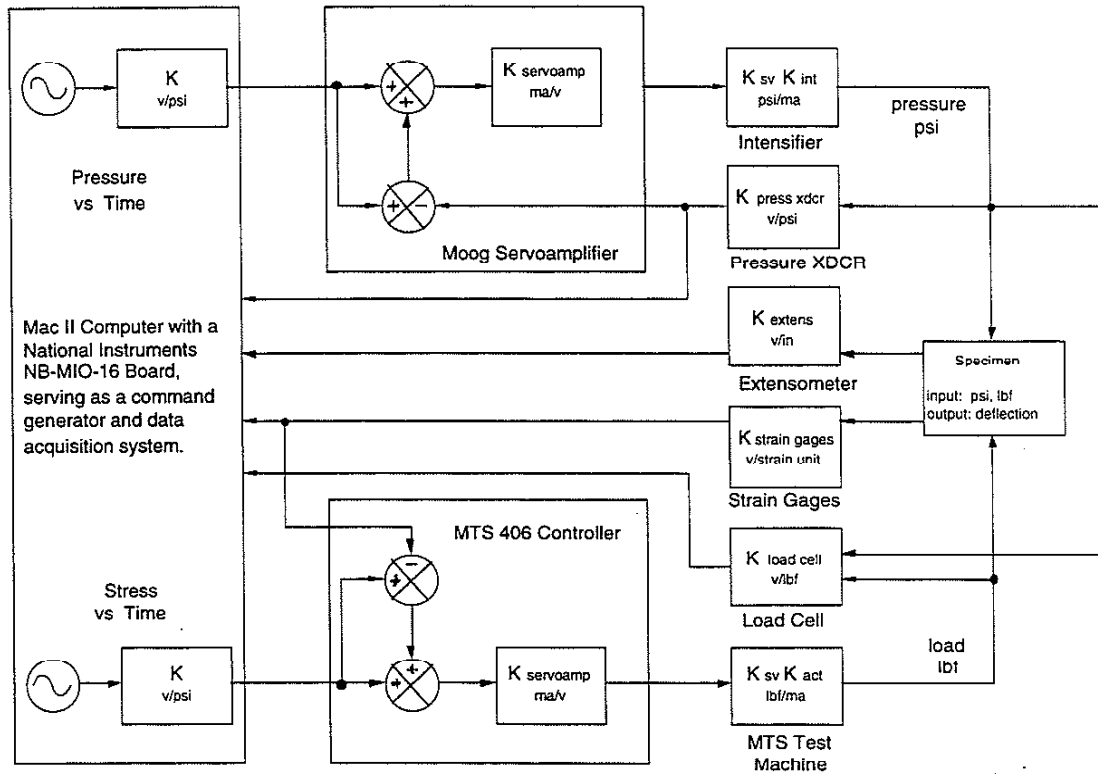 K
v/psi
Pressure
vs Time
K servoamp
ma/v
+
+
+
−
Moog Servoamplifier
K sv K int
psi/ma
Intensifier
pressure
psi
K press xdcr
v/psi
Pressure XDCR
Mac II Computer with a
National Instruments
NB-MIO-16 Board,
serving as a command
generator and data
acquisition system.
K extens
v/in
Extensometer
Specimen
input: psi, lbf
output: deflection
K strain gages
v/strain unit
Strain Gages
MTS 406 Controller
−
+
K load cell
v/lbf
Load Cell
Stress
vs Time
K
v/psi
+
+
K servoamp
ma/v
K sv K act
lbf/ma
MTS Test
Machine
load
lbf